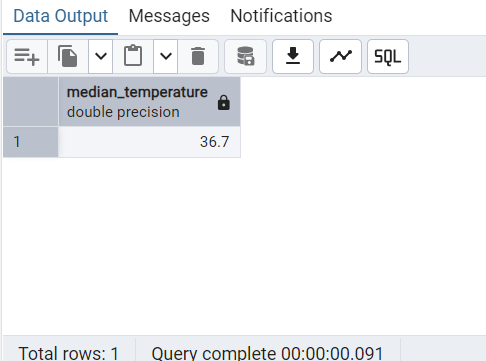 Data Output Messages Notifications
SQL
median_temperature
double precision
1 36.7
Total rows: 1 Query complete 00:00:00.091